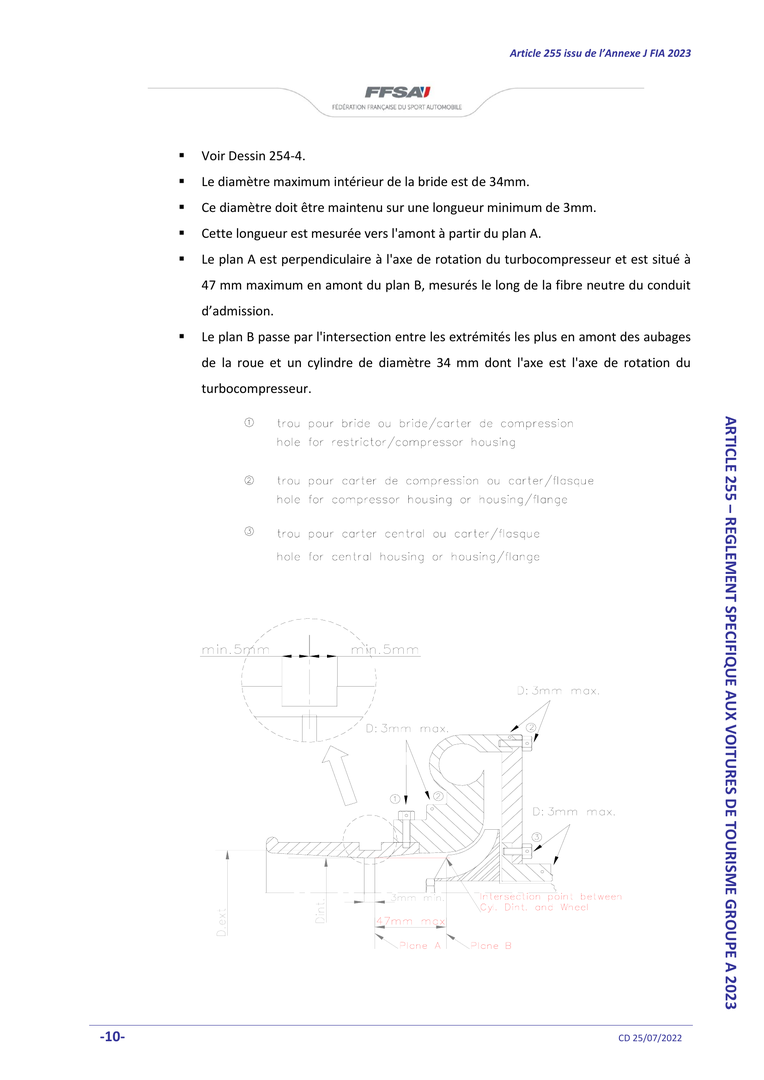 Article 255 issu de l'Annexe J FIA 2023
FFSA
FÉDÉRATION FRANÇAISE DU SPORT AUTOMOBILE
▪ Voir Dessin 254-4.
▪ Le diamètre maximum intérieur de la bride est de 34mm.
▪ Ce diamètre doit être maintenu sur une longueur minimum de 3mm.
▪ Cette longueur est mesurée vers l'amont à partir du plan A.
▪ Le plan A est perpendiculaire à l'axe de rotation du turbocompresseur et est situé à
47 mm maximum en amont du plan B, mesurés le long de la fibre neutre du conduit
d'admission.
▪ Le plan B passe par l'intersection entre les extrémités les plus en amont des aubages
de la roue et un cylindre de diamètre 34 mm dont l'axe est l'axe de rotation du
turbocompresseur.
① trou pour bride ou bride/carter de compression
hole for restrictor/compressor housing
② trou pour carter de compression ou carter/flasque
hole for compressor housing or housing/flange
③ trou pour carter central ou carter/flasque
hole for central housing or housing/flange
min.5mm min.5mm
D:3mm max.
D:3mm max.
②
① ②
D:3mm max.
③
3mm min.
Intersection point between
Cy. Dint. and Wheel
D.ext.
Dint.
47mm max
Plane A Plane B
ARTICLE 255 – REGLEMENT SPECIFIQUE AUX VOITURES DE TOURISME GROUPE A 2023
-10-
CD 25/07/2022